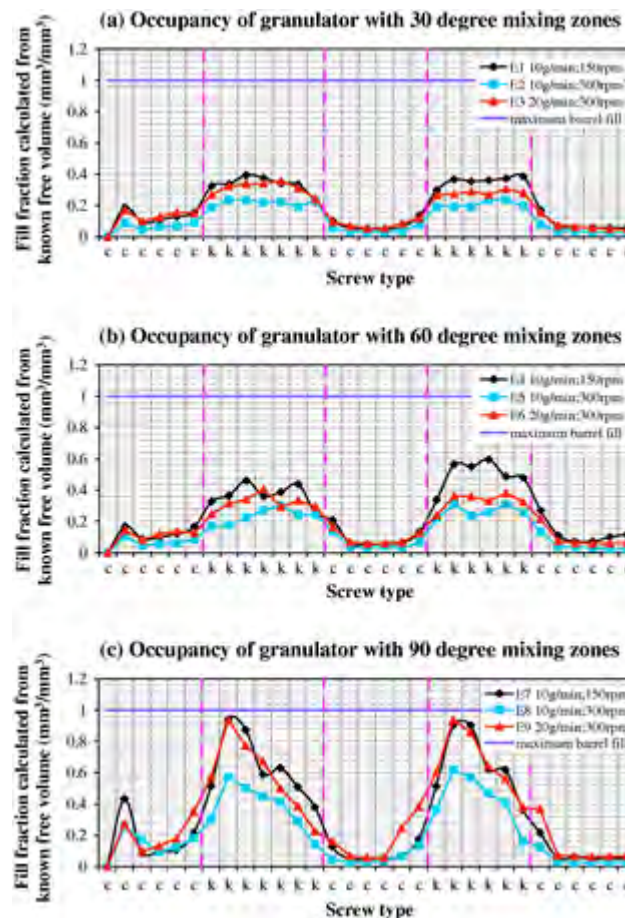 (a) Occupancy of granulator with 30 degree mixing zones
Fill fraction calculated from
known free volume (mm³/mm³)
1.2
1
0.8
0.6
0.4
0.2
0
E1 10g/min;150rpm
E2 10g/min;300rpm
E3 20g/min;300rpm
maximum barrel fill
c c c c c c k k k k k k k c c c c c c k k k k k k c c c c c c
Screw type
(b) Occupancy of granulator with 60 degree mixing zones
Fill fraction calculated from
known free volume (mm³/mm³)
1.2
1
0.8
0.6
0.4
0.2
0
E4 10g/min;150rpm
E5 10g/min;300rpm
E6 20g/min;300rpm
maximum barrel fill
c c c c c c k k k k k k k c c c c c c k k k k k k c c c c c c
Screw type
(c) Occupancy of granulator with 90 degree mixing zones
Fill fraction calculated from
known free volume (mm³/mm³)
1.2
1
0.8
0.6
0.4
0.2
0
E7 10g/min;150rpm
E8 10g/min;300rpm
E9 20g/min;300rpm
maximum barrel fill
c c c c c c k k k k k k k c c c c c c k k k k k k c c c c c c
Screw type